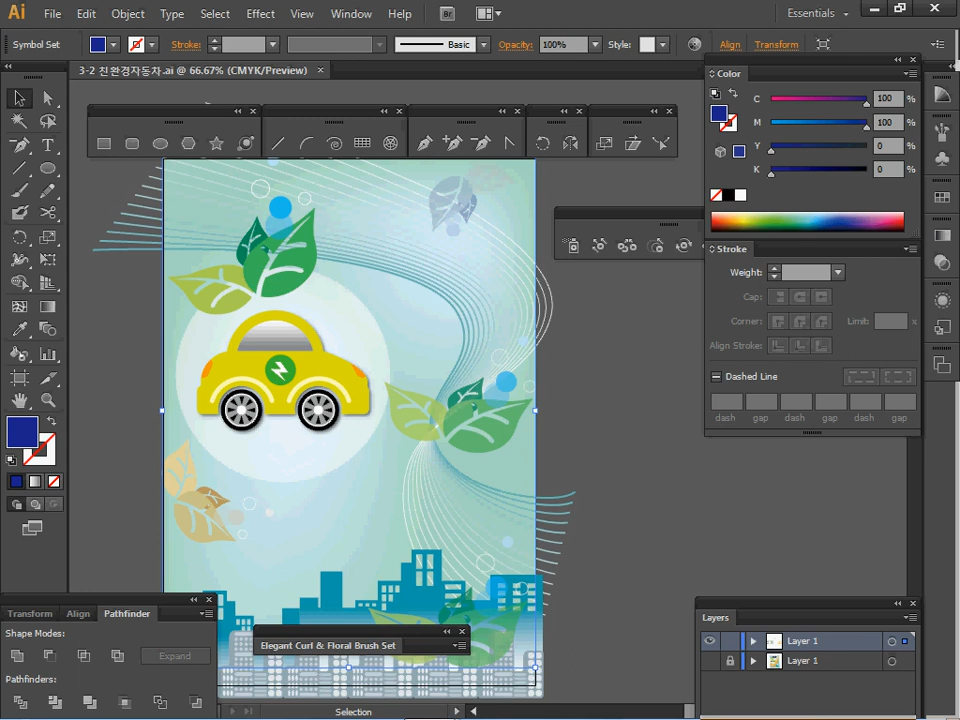 Ai File Edit Object Type Select Effect View Window Help Br Essentials
Symbol Set Stroke: Basic Opacity: 100% Style: Align Transform
3-2 친환경자동차.ai @ 66.67% (CMYK/Preview) ×
Color
C 100 %
M 100 %
Y 0 %
K 0 %
Stroke
Weight:
Cap:
Corner: Limit: x
Align Stroke:
Dashed Line
dash gap dash gap dash gap
Transform Align Pathfinder
Shape Modes:
Expand
Pathfinders:
Elegant Curl & Floral Brush Set
Layers
Layer 1
Layer 1
Selection